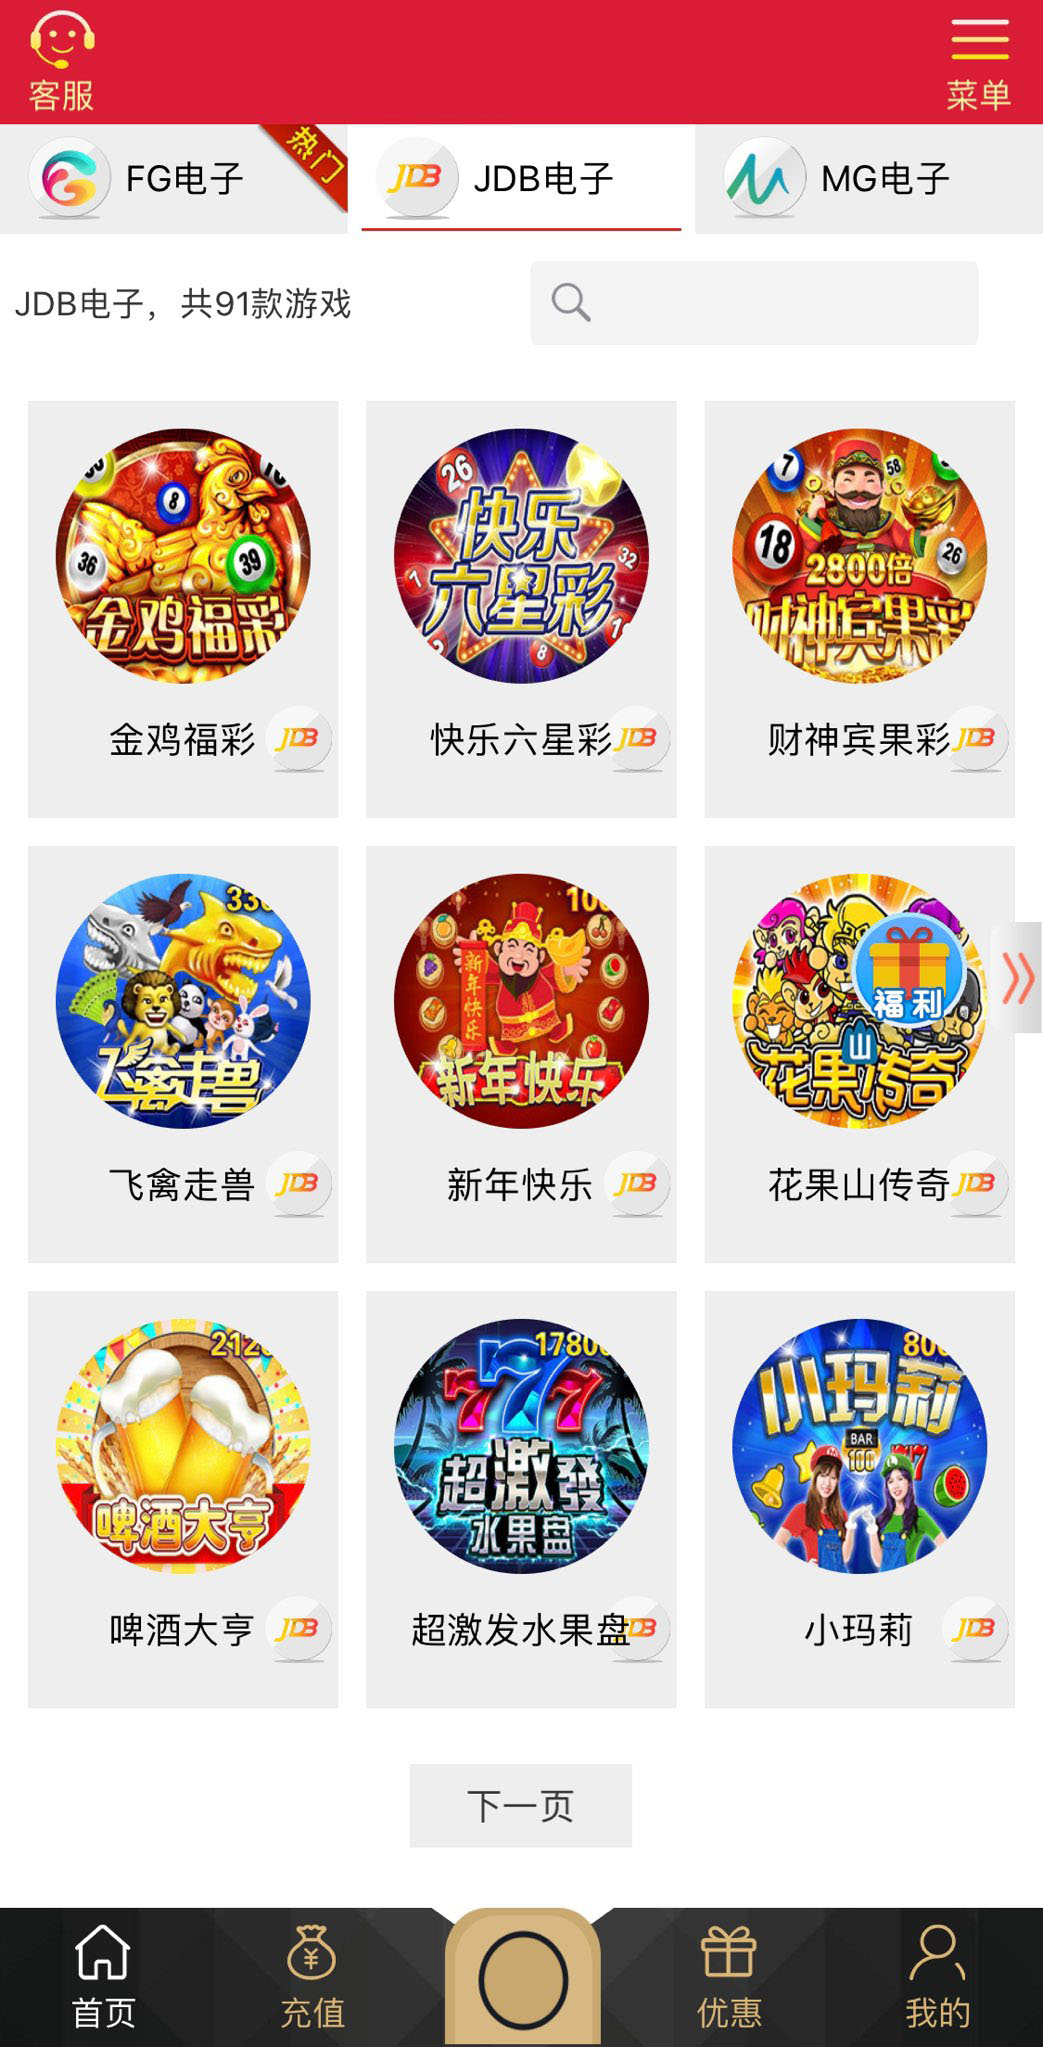 客服
菜单
FG电子
热门
JDB
JDB电子
MG电子
JDB电子，共91款游戏
8
36
39
金鸡福彩
26
快乐
六星彩
7
32
8
7
58
18
26
2800倍
财神宾果彩
金鸡福彩 JDB
快乐六星彩 JDB
财神宾果彩 JDB
飞禽走兽
新年快乐
新年快乐
福利
花果山传奇
飞禽走兽 JDB
新年快乐 JDB
花果山传奇 JDB
啤酒大亨
777
超激發
水果盘
小玛莉
BAR
100
啤酒大亨 JDB
超激发水果盘 JDB
小玛莉 JDB
下一页
首页
充值
优惠
我的